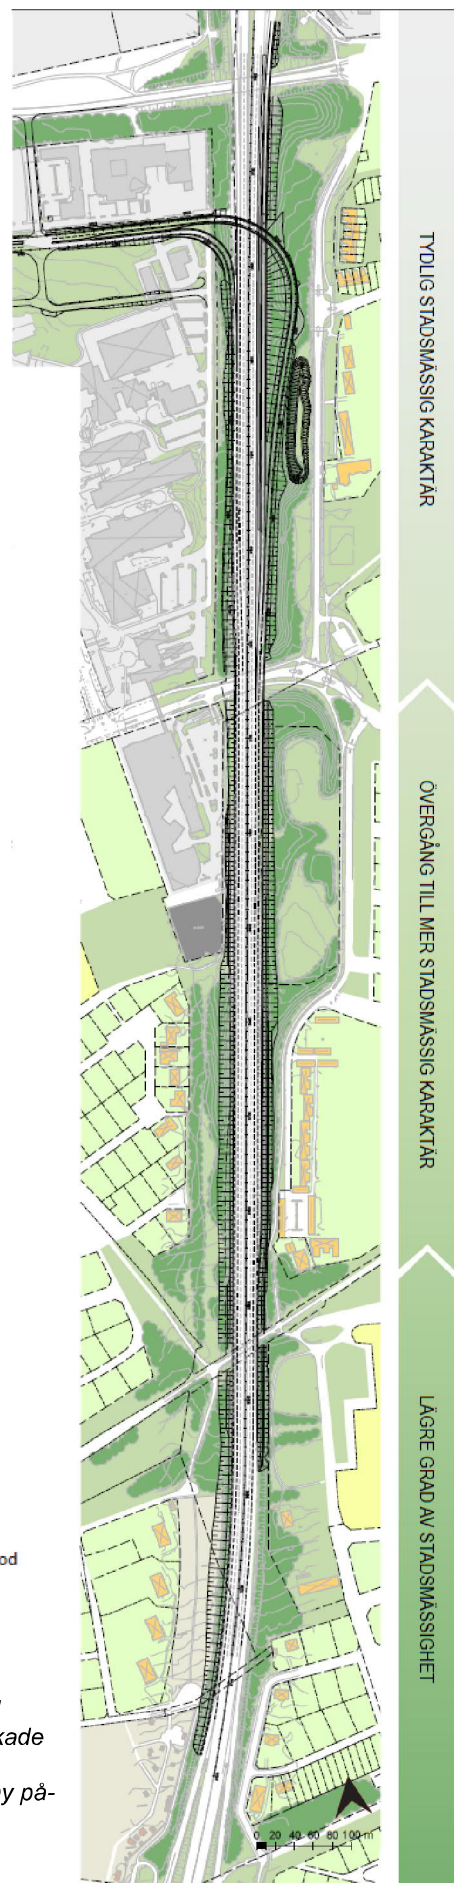 TYDLIG STADSMÄSSIG KARAKTÄR
ÖVERGÅNG TILL MER STADSMÄSSIG KARAKTÄR
LÄGRE GRAD AV STADSMÄSSIGHET
od
kade
y på-
0 20 40 60 80 100 m